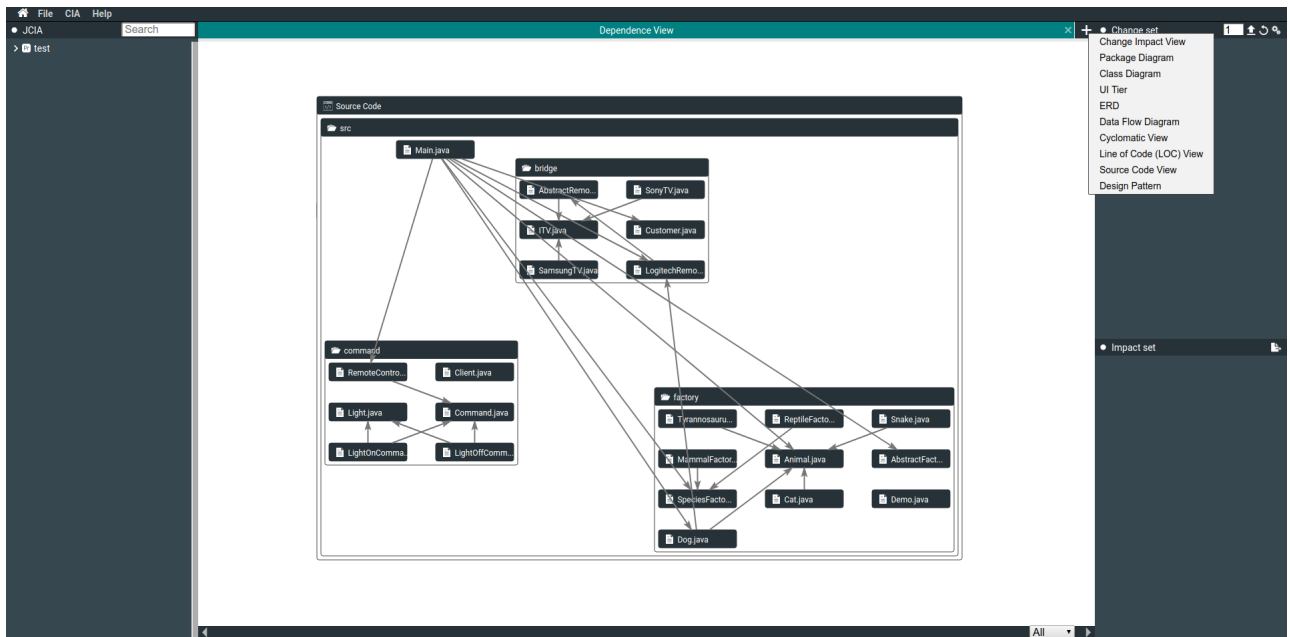 File CIA Help
JCIA Search
Dependence View
Change set 1
test
Change Impact View
Package Diagram
Class Diagram
UI Tier
ERD
Data Flow Diagram
Cyclomatic View
Line of Code (LOC) View
Source Code View
Design Pattern
Source Code
src
Main.java
bridge
AbstractRemo... SonyTV.java
ITV.java Customer.java
SamsungTV.java LogitechRemo...
command
RemoteContro... Client.java
Light.java Command.java
LightOnComma... LightOffComm...
factory
Tyrannosauru... ReptileFacto... Snake.java
MammalFactor... Animal.java AbstractFact...
SpeciesFacto... Cat.java Demo.java
Dog.java
Impact set
All